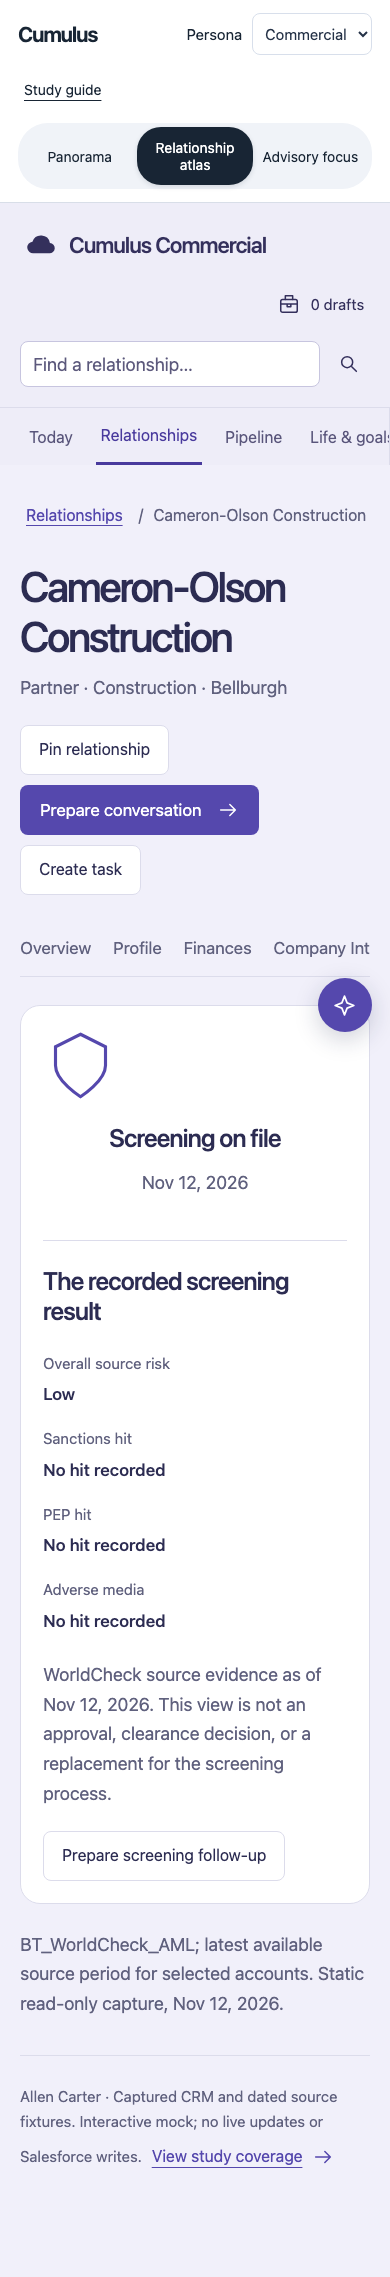 Cumulus
Persona
Commercial
Study guide
Panorama
Relationship
atlas
Advisory focus
Cumulus Commercial
0 drafts
Find a relationship...
Today
Relationships
Pipeline
Life & goals
Relationships / Cameron-Olson Construction
Cameron-Olson
Construction
Partner · Construction · Bellburgh
Pin relationship
Prepare conversation
Create task
Overview
Profile
Finances
Company Int
Screening on file
Nov 12, 2026
The recorded screening
result
Overall source risk
Low
Sanctions hit
No hit recorded
PEP hit
No hit recorded
Adverse media
No hit recorded
WorldCheck source evidence as of
Nov 12, 2026. This view is not an
approval, clearance decision, or a
replacement for the screening
process.
Prepare screening follow-up
BT_WorldCheck_AML; latest available
source period for selected accounts. Static
read-only capture, Nov 12, 2026.
Allen Carter · Captured CRM and dated source
fixtures. Interactive mock; no live updates or
Salesforce writes. View study coverage